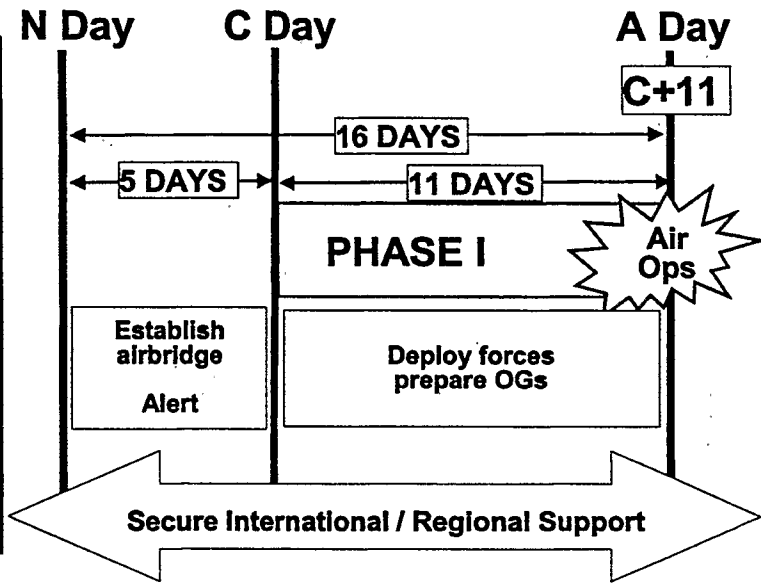 N Day C Day A Day
C+11
16 DAYS
5 DAYS 11 DAYS
PHASE I
Air
Ops
Establish
airbridge
Alert
Deploy forces
prepare OGs
Secure International / Regional Support